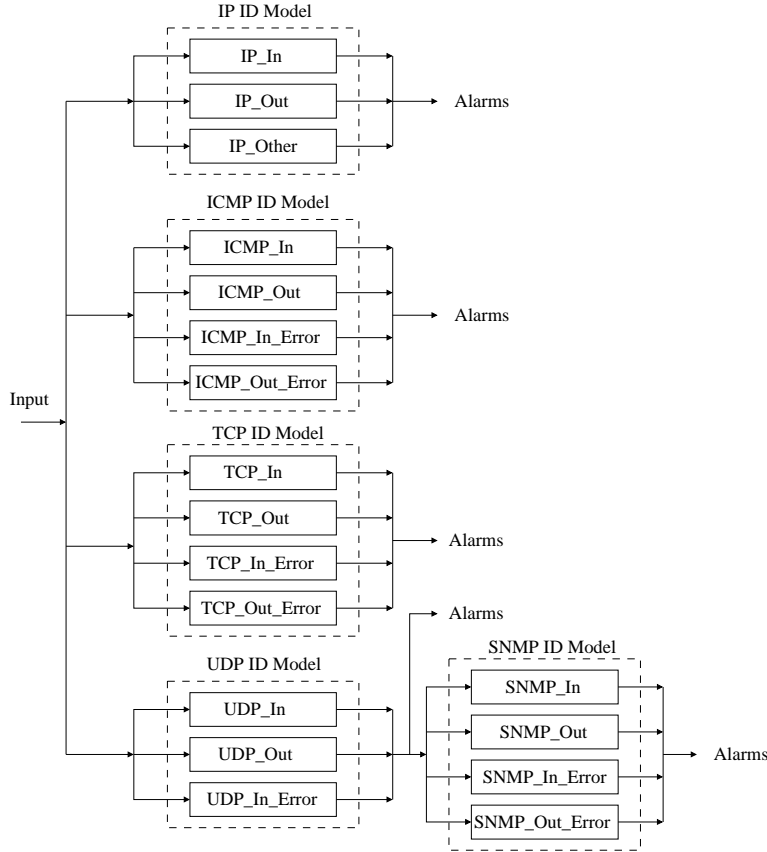 IP ID Model
IP_In
IP_Out
Alarms
IP_Other
ICMP ID Model
ICMP_In
ICMP_Out
Alarms
ICMP_In_Error
ICMP_Out_Error
Input
TCP ID Model
TCP_In
TCP_Out
Alarms
TCP_In_Error
TCP_Out_Error
Alarms
UDP ID Model
UDP_In
UDP_Out
UDP_In_Error
SNMP ID Model
SNMP_In
SNMP_Out
Alarms
SNMP_In_Error
SNMP_Out_Error